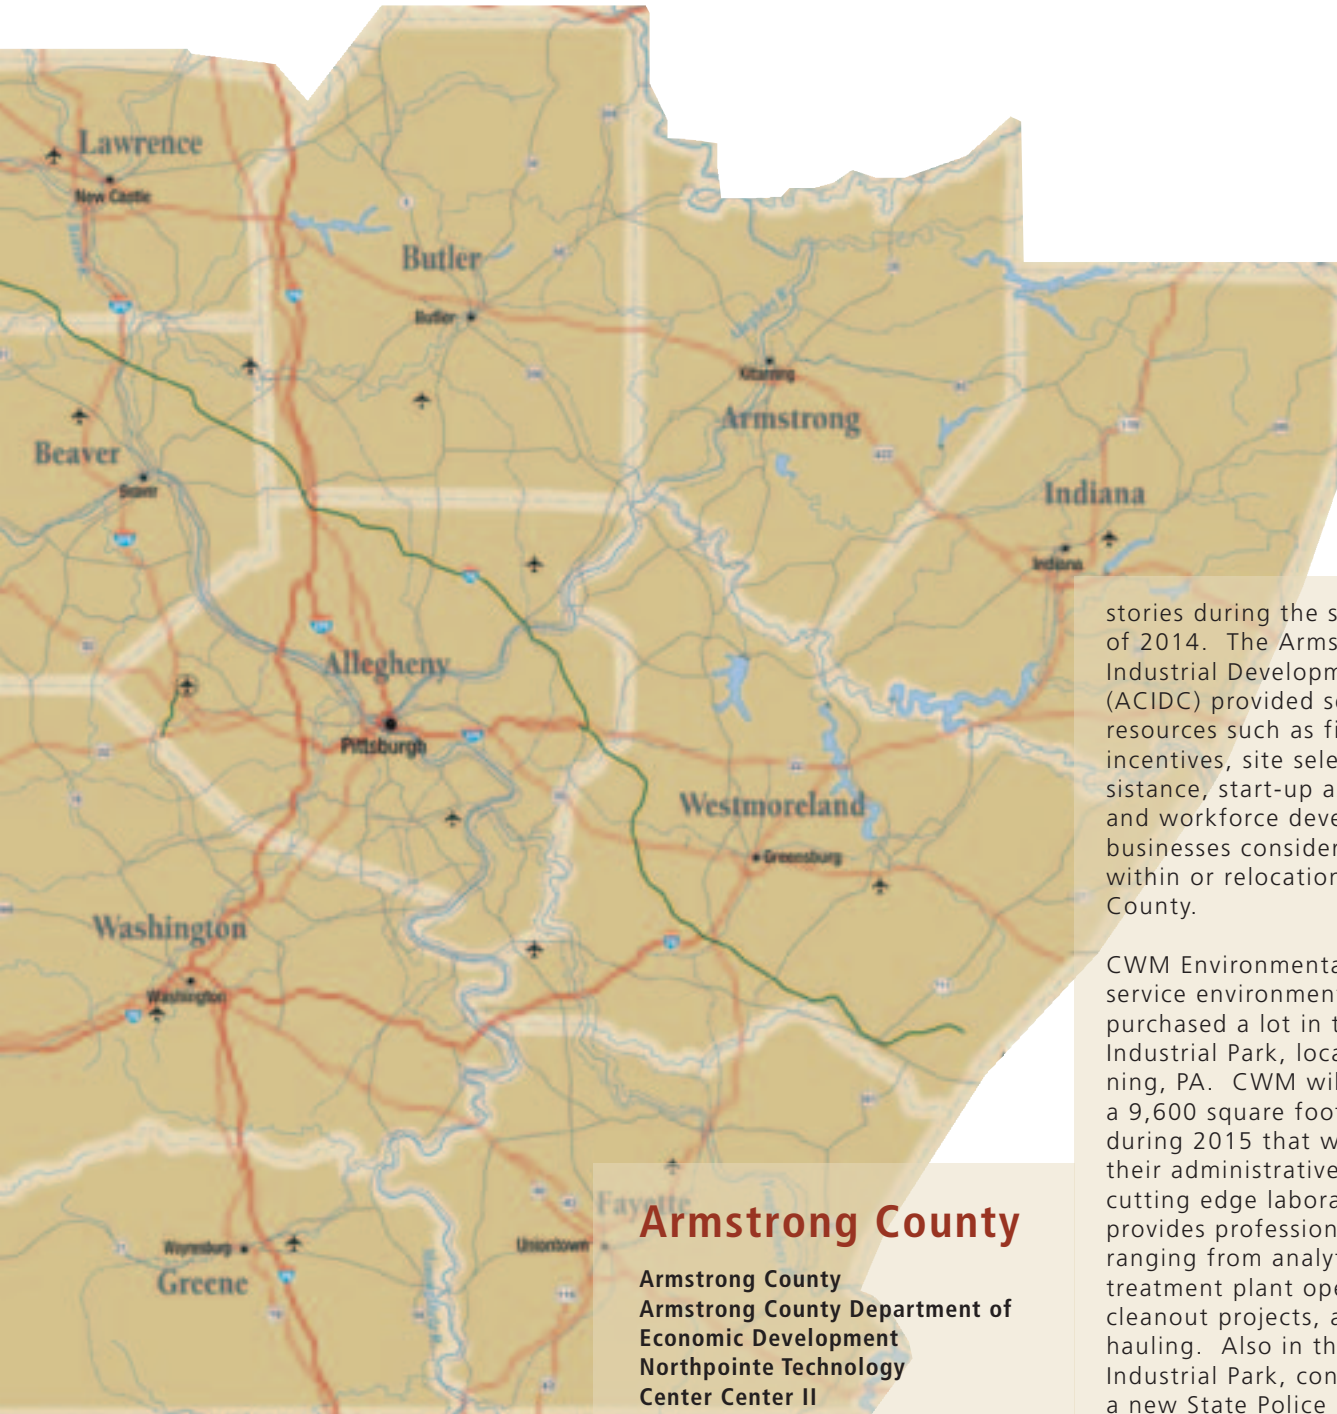 Lawrence
New Castle
Butler
Butler
Kittanning
Armstrong
Beaver
Beaver
Indiana
Indiana
Allegheny
Pittsburgh
Westmoreland
Greensburg
Washington
Washington
Fayette
Uniontown
Waynesburg
Greene
Armstrong County
Armstrong County
Armstrong County Department of
Economic Development
Northpointe Technology
Center Center II
stories during the s
of 2014. The Arms
Industrial Developm
(ACIDC) provided se
resources such as fi
incentives, site sele
sistance, start-up a
and workforce deve
businesses consider
within or relocation
County.
CWM Environmenta
service environment
purchased a lot in t
Industrial Park, loca
ning, PA. CWM wil
a 9,600 square foot
during 2015 that w
their administrative
cutting edge labora
provides profession
ranging from analyt
treatment plant ope
cleanout projects, a
hauling. Also in th
Industrial Park, con
a new State Police